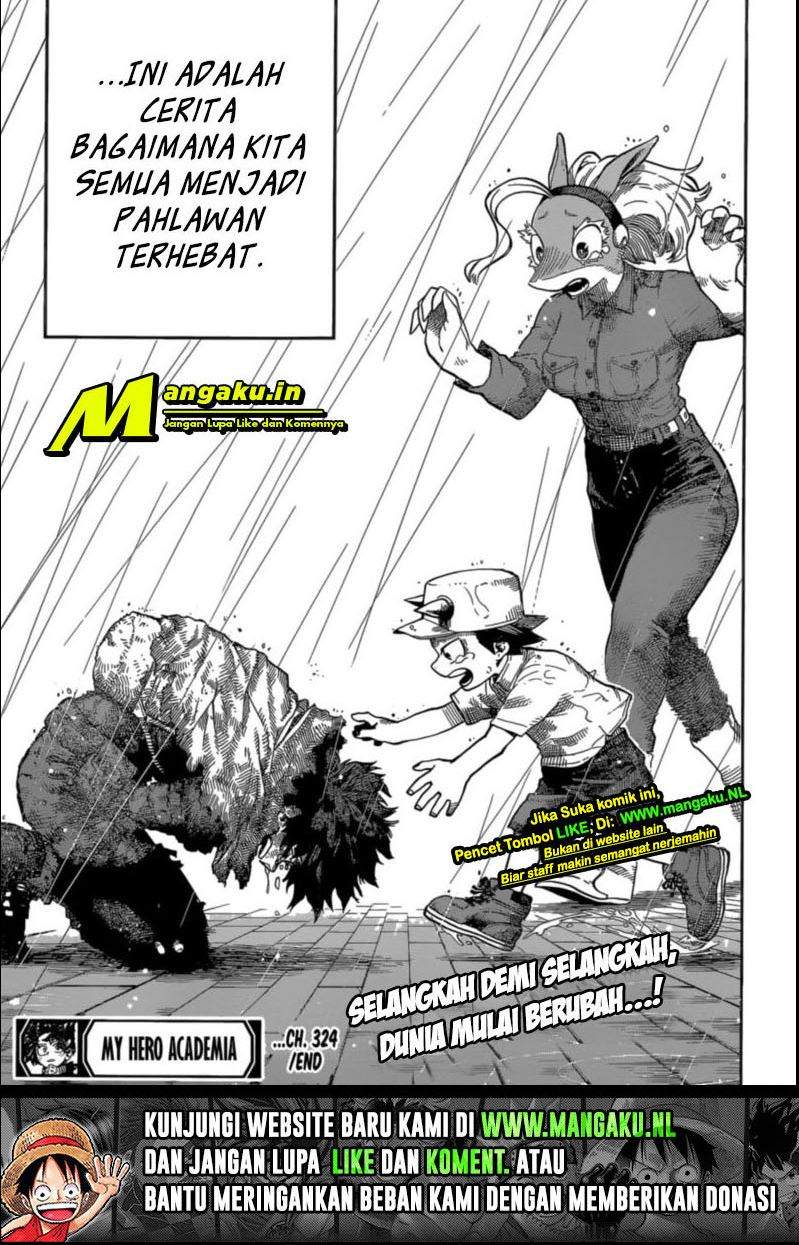 ...INI ADALAH
CERITA
BAGAIMANA KITA
SEMUA MENJADI
PAHLAWAN
TERHEBAT.
Mangaku.in
Jangan Lupa Like dan Komennya
Jika Suka komik ini,
Pencet Tombol LIKE, Di: WWW.mangaku.NL
Bukan di website lain
Biar staff makin semangat nerjemahin
SELANGKAH DEMI SELANGKAH,
DUNIA MULAI BERUBAH...!
MY HERO ACADEMIA
...CH. 324
/END
KUNJUNGI WEBSITE BARU KAMI DI WWW.MANGAKU.NL
DAN JANGAN LUPA LIKE DAN KOMENT. ATAU
BANTU MERINGANKAN BEBAN KAMI DENGAN MEMBERIKAN DONASI